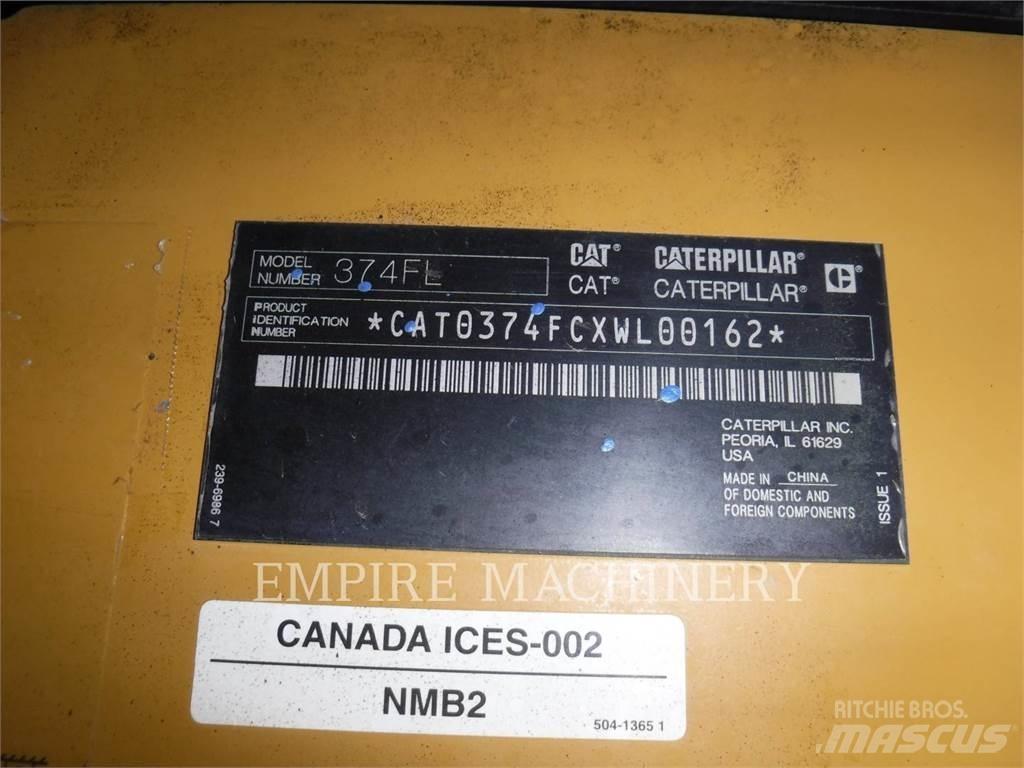 MODEL NUMBER 374FL
CAT® CATERPILLAR®
CAT® CATERPILLAR®
PRODUCT IDENTIFICATION NUMBER *CAT0374FCXWL00162*
CATERPILLAR INC.
PEORIA, IL 61629
USA
MADE IN CHINA
OF DOMESTIC AND
FOREIGN COMPONENTS
239-6986 7
ISSUE 1
EMPIRE MACHINERY
CANADA ICES-002
NMB2
504-1365 1
RITCHIE BROS.
MASCUS